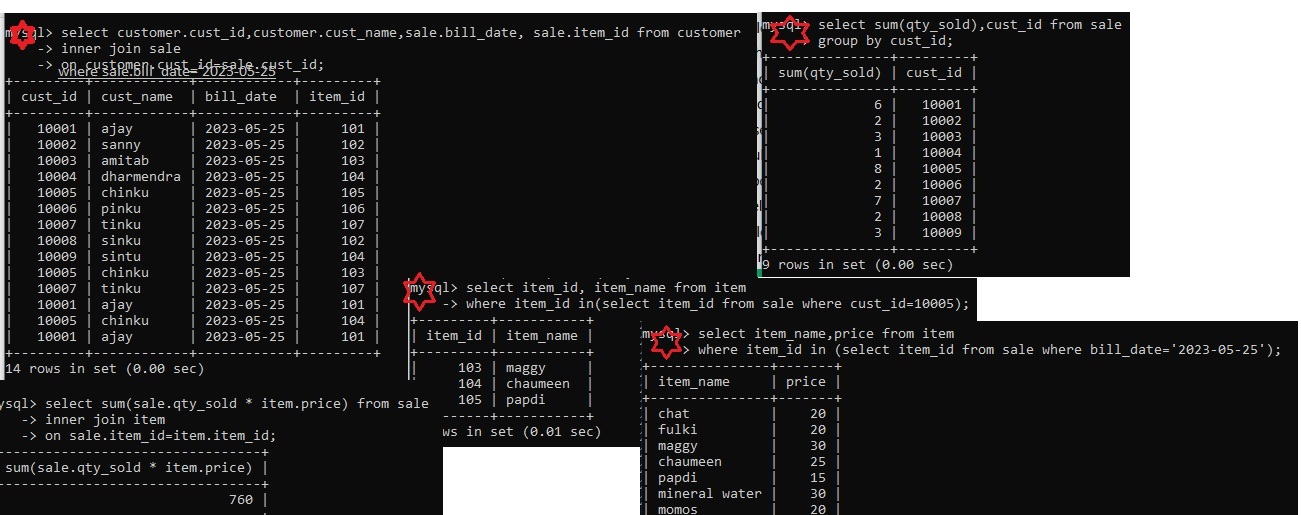 mysql> select customer.cust_id,customer.cust_name,sale.bill_date, sale.item_id from customer
-> inner join sale
-> on customer.cust_id=sale.cust_id;
where sale.bill_date='2023-05-25
+---------+------------+------------+---------+
| cust_id | cust_name | bill_date | item_id |
+---------+------------+------------+---------+
| 10001 | ajay | 2023-05-25 | 101 |
| 10002 | sanny | 2023-05-25 | 102 |
| 10003 | amitab | 2023-05-25 | 103 |
| 10004 | dharmendra | 2023-05-25 | 104 |
| 10005 | chinku | 2023-05-25 | 105 |
| 10006 | pinku | 2023-05-25 | 106 |
| 10007 | tinku | 2023-05-25 | 107 |
| 10008 | sinku | 2023-05-25 | 102 |
| 10009 | sintu | 2023-05-25 | 104 |
| 10005 | chinku | 2023-05-25 | 103 |
| 10007 | tinku | 2023-05-25 | 107 |
| 10001 | ajay | 2023-05-25 | 101 |
| 10005 | chinku | 2023-05-25 | 104 |
| 10001 | ajay | 2023-05-25 | 101 |
+---------+------------+------------+---------+
14 rows in set (0.00 sec)
mysql> select sum(qty_sold),cust_id from sale
> group by cust_id;
+---------------+---------+
| sum(qty_sold) | cust_id |
+---------------+---------+
| 6 | 10001 |
| 2 | 10002 |
| 3 | 10003 |
| 1 | 10004 |
| 8 | 10005 |
| 2 | 10006 |
| 7 | 10007 |
| 2 | 10008 |
| 3 | 10009 |
+---------------+---------+
9 rows in set (0.00 sec)
mysql> select item_id, item_name from item
-> where item_id in(select item_id from sale where cust_id=10005);
+---------+-----------+
| item_id | item_name |
+---------+-----------+
| 103 | maggy |
| 104 | chaumeen |
| 105 | papdi |
------+-----------+
ws in set (0.01 sec)
mysql> select item_name,price from item
> where item_id in (select item_id from sale where bill_date='2023-05-25');
+---------------+-------+
| item_name | price |
+---------------+-------+
| chat | 20 |
| fulki | 20 |
| maggy | 30 |
| chaumeen | 25 |
| papdi | 15 |
| mineral water | 30 |
| momos | 20 |
ysql> select sum(sale.qty_sold * item.price) from sale
-> inner join item
-> on sale.item_id=item.item_id;
---------------------------------+
sum(sale.qty_sold * item.price) |
---------------------------------+
760 |